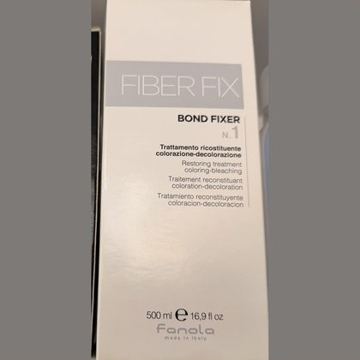 FIBER FIX
BOND FIXER
N.1
Trattamento ricostituente
colorazione-decolorazione
Restoring treatment
coloring-bleaching
Traitement reconstituant
coloration-decoloration
Tratamiento reconstituyente
coloracion-decoloracion
500 ml e 16,9 fl oz
fanola
made in Italy